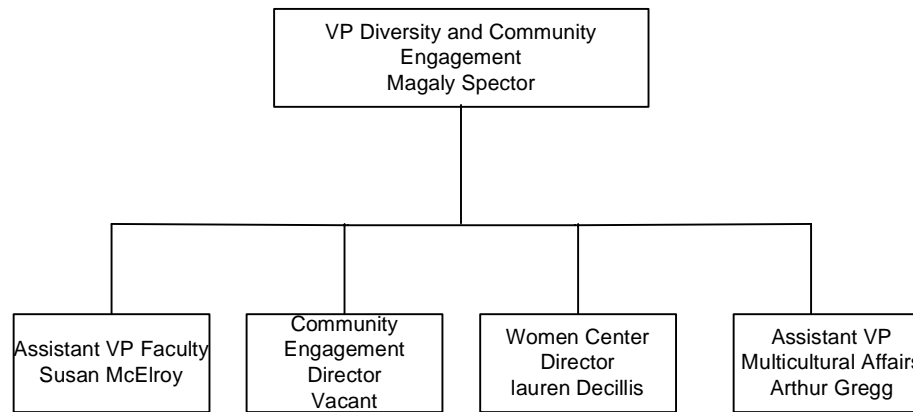 VP Diversity and Community
Engagement
Magaly Spector
Assistant VP Faculty
Susan McElroy
Community
Engagement
Director
Vacant
Women Center
Director
lauren Decillis
Assistant VP
Multicultural Affairs
Arthur Gregg